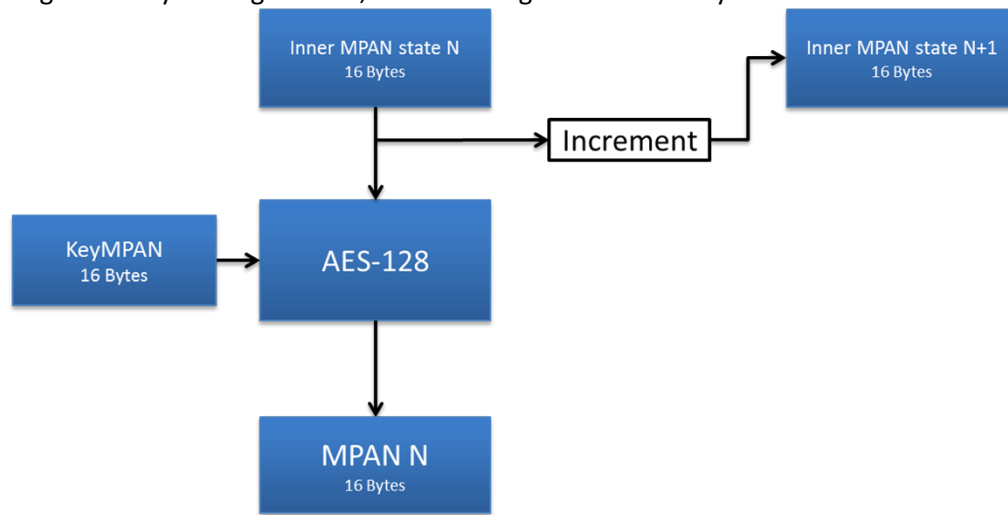 Inner MPAN state N
16 Bytes
Inner MPAN state N+1
16 Bytes
Increment
KeyMPAN
16 Bytes
AES-128
MPAN N
16 Bytes